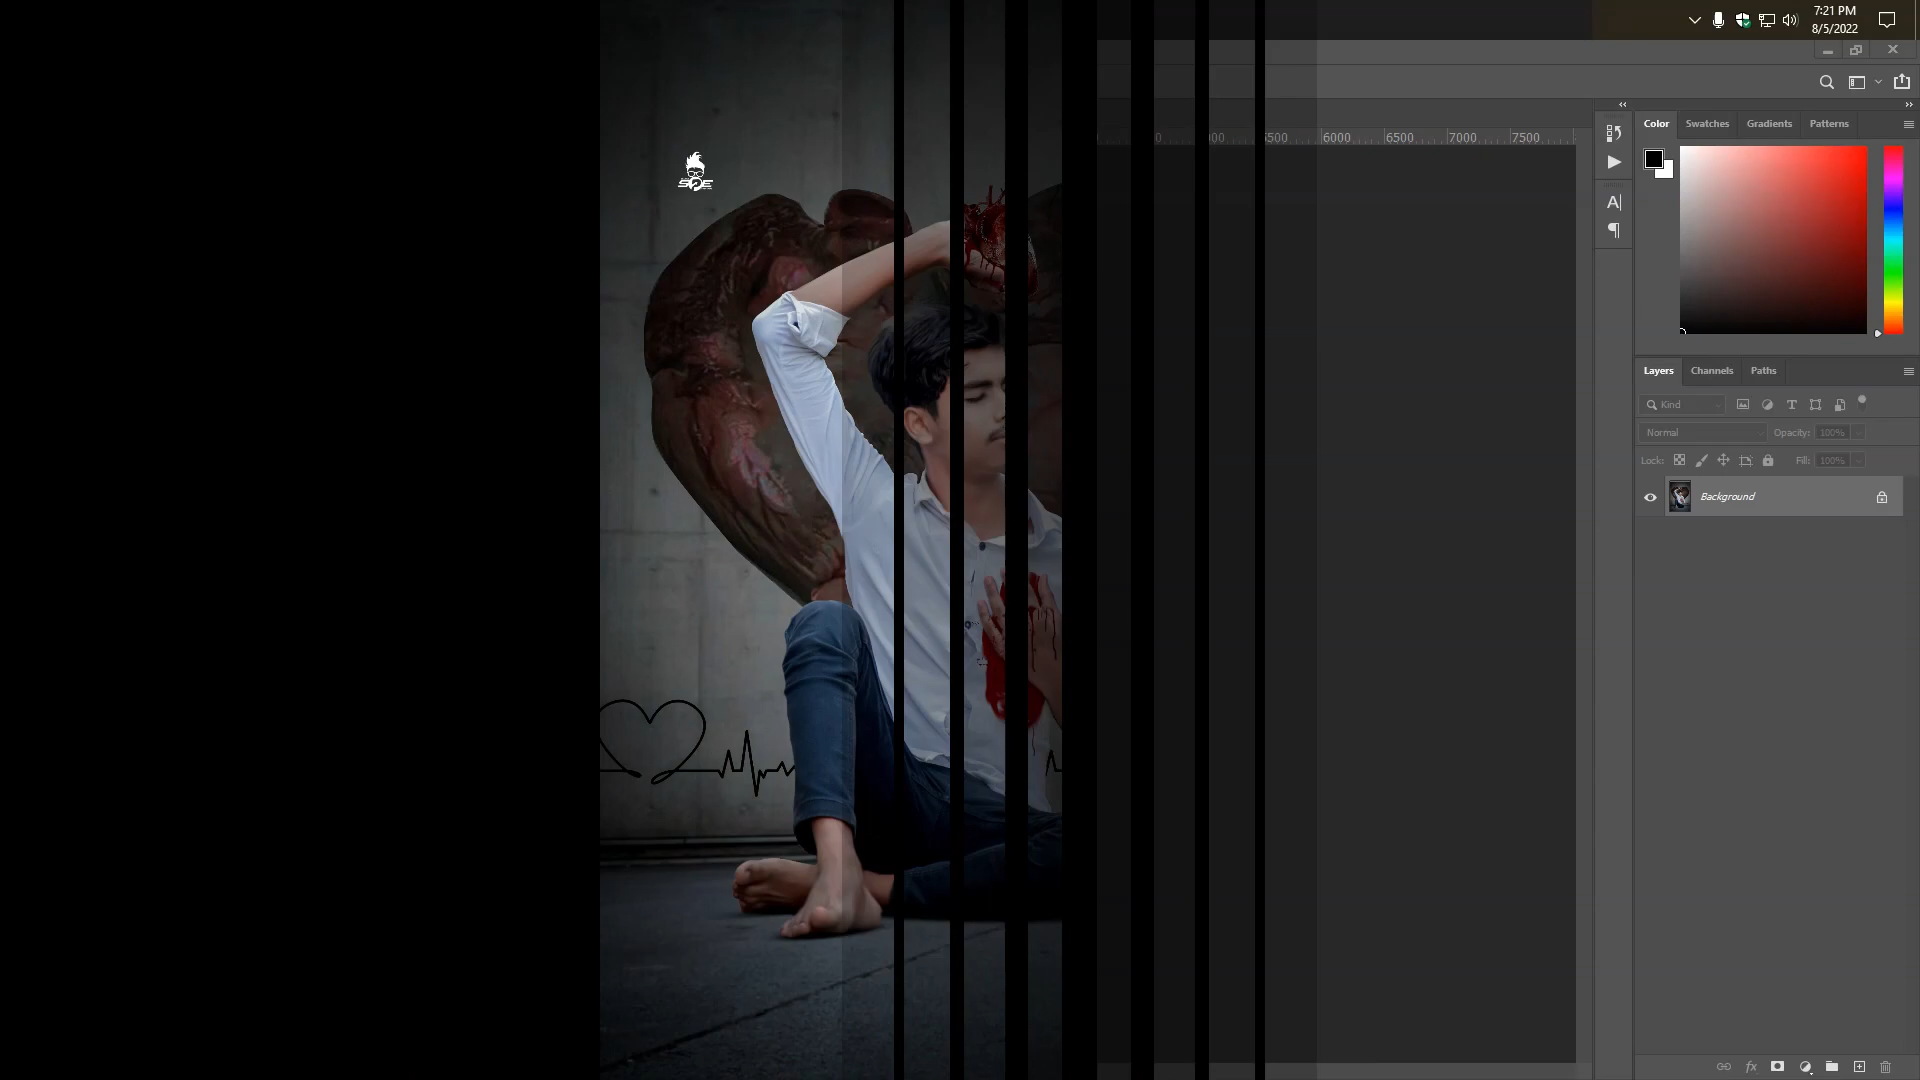 7:21 PM
8/5/2022
6000 6500 7000 7500
Color Swatches Gradients Patterns
Layers Channels Paths
Kind
Normal Opacity: 100%
Lock: Fill: 100%
Background
fx